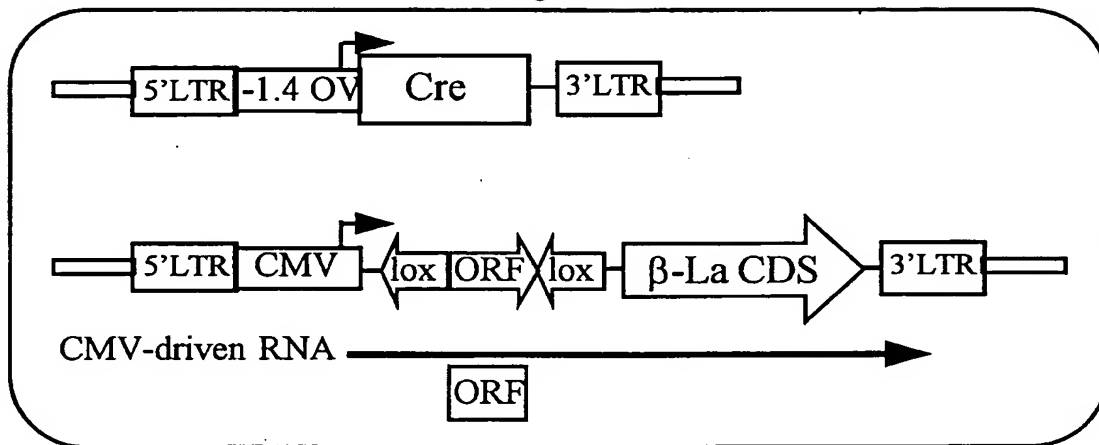 5'LTR -1.4 OV Cre 3'LTR
5'LTR CMV lox ORF lox β-La CDS 3'LTR
CMV-driven RNA
ORF